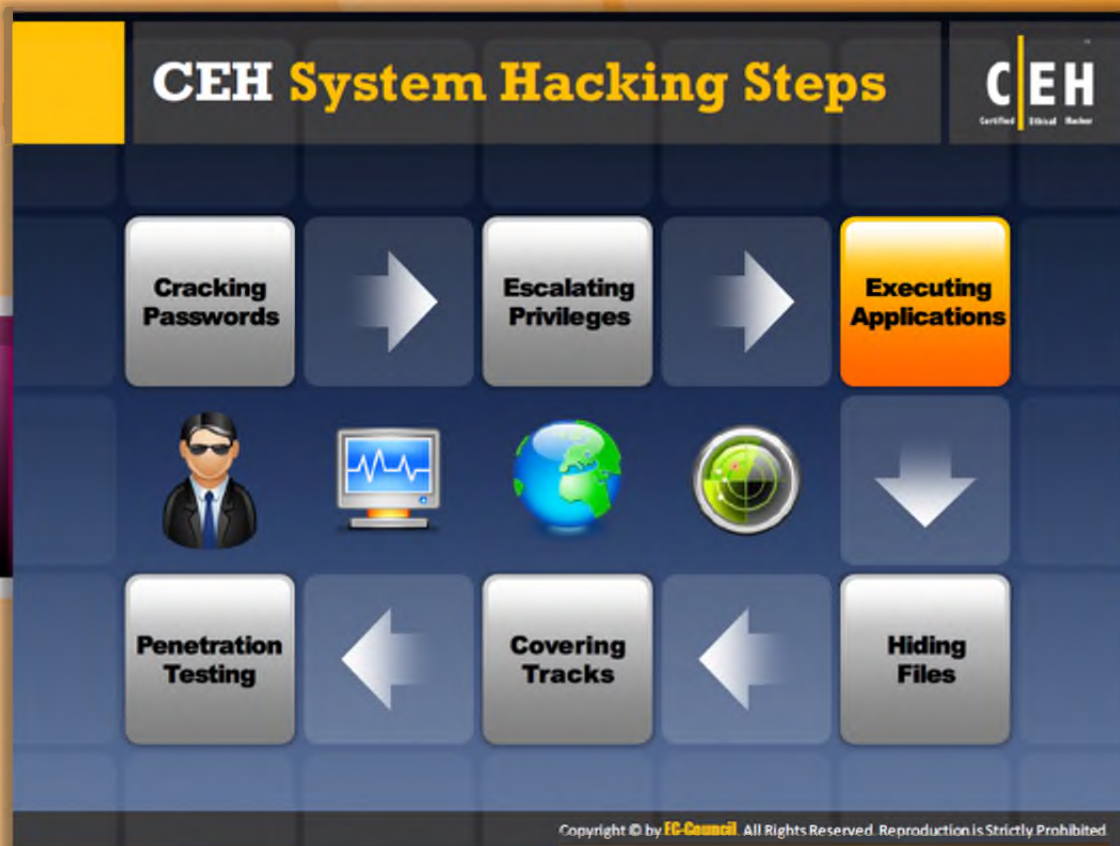 CEH System Hacking Steps
C EH
Certified Ethical Hacker
Cracking
Passwords
Escalating
Privileges
Executing
Applications
Hiding
Files
Covering
Tracks
Penetration
Testing
Copyright © by EC-Council. All Rights Reserved. Reproduction is Strictly Prohibited.